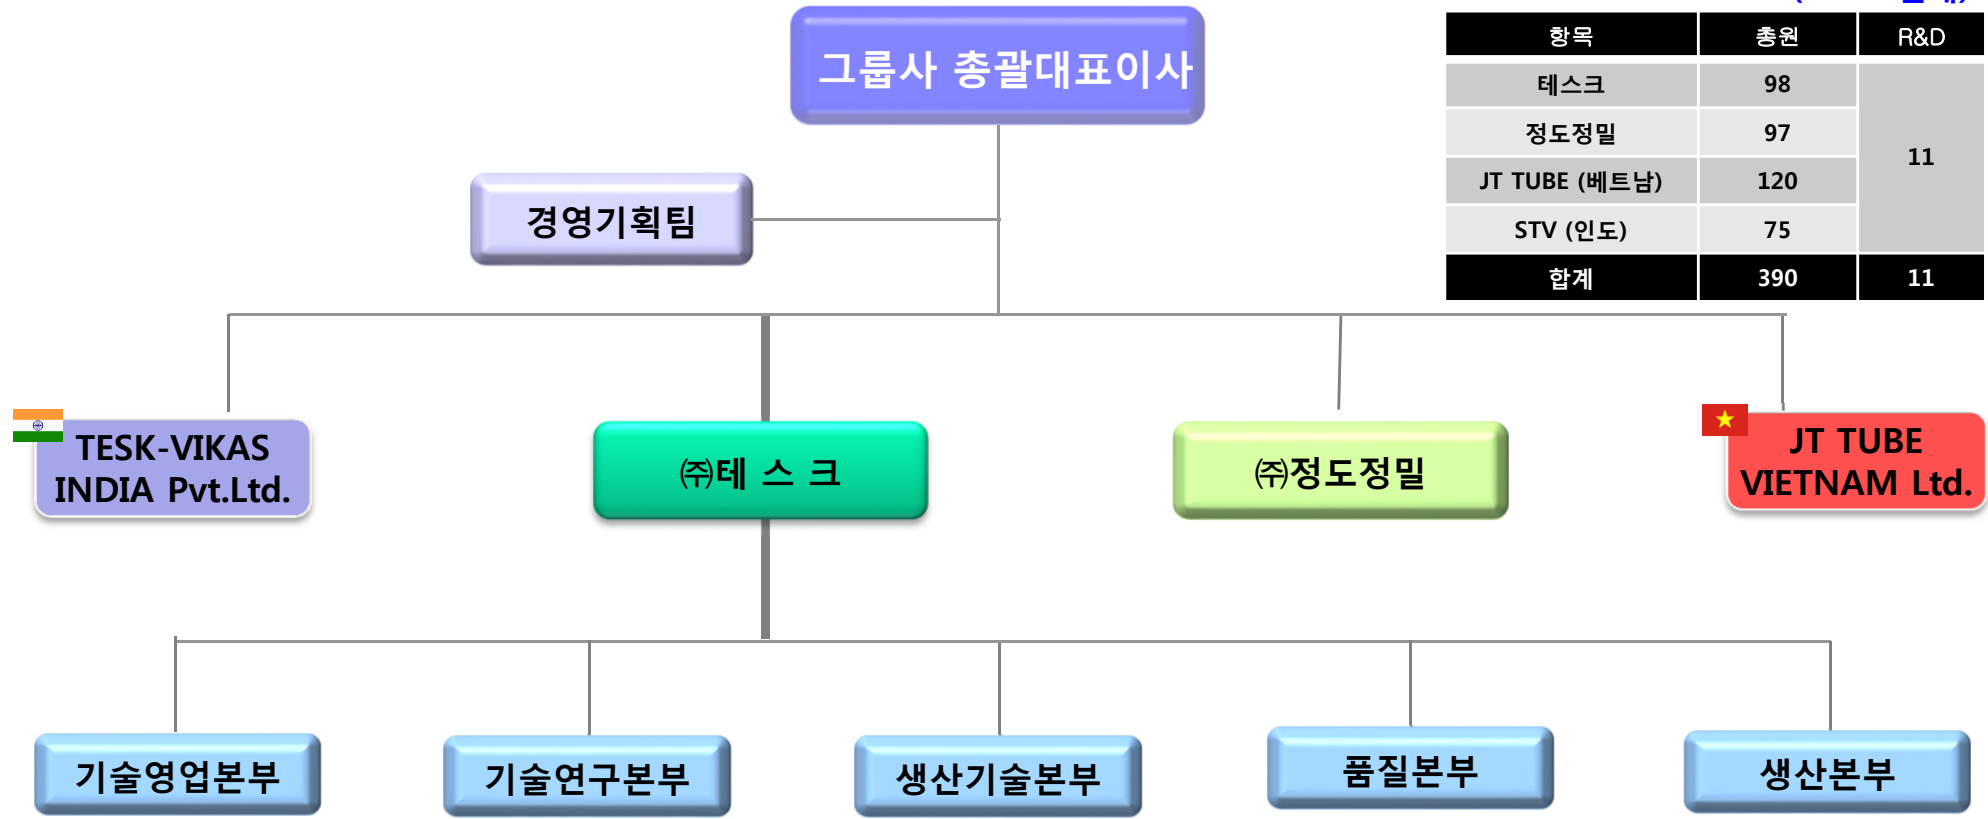 그룹사 총괄대표이사
항목 총원 R&D
테스크 98
정도정밀 97
11
JT TUBE (베트남) 120
STV (인도) 75
합계 390 11
경영기획팀
TESK-VIKAS
INDIA Pvt.Ltd.
㈜테 스 크
㈜정도정밀
JT TUBE
VIETNAM Ltd.
기술영업본부
기술연구본부
생산기술본부
품질본부
생산본부